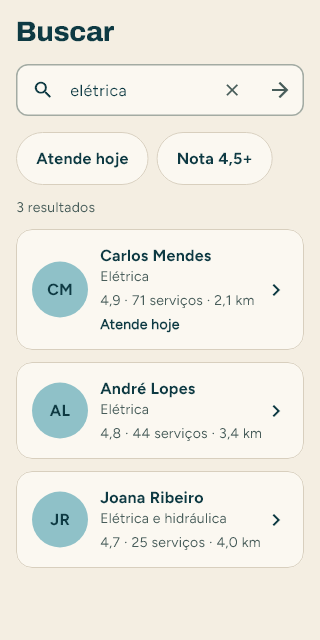 Buscar
elétrica
Atende hoje
Nota 4,5+
3 resultados
CM
Carlos Mendes
Elétrica
4,9 · 71 serviços · 2,1 km
Atende hoje
AL
André Lopes
Elétrica
4,8 · 44 serviços · 3,4 km
JR
Joana Ribeiro
Elétrica e hidráulica
4,7 · 25 serviços · 4,0 km